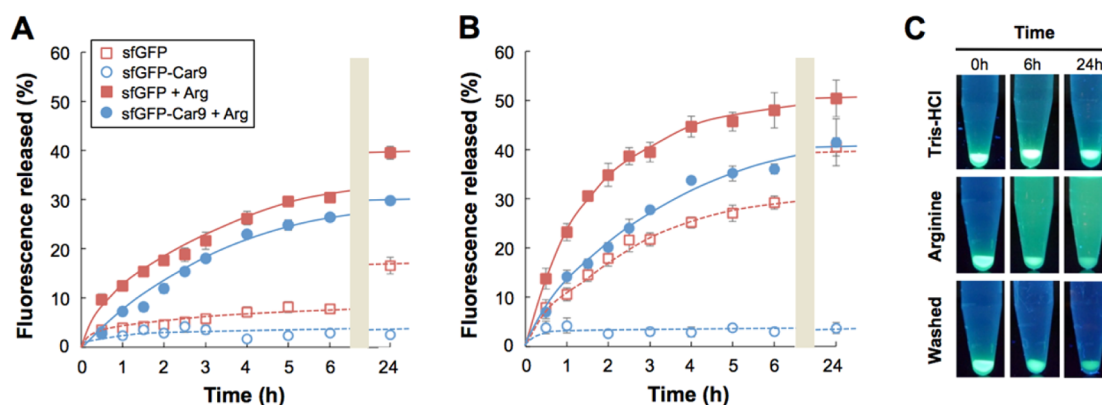 A
sfGFP
sfGFP-Car9
sfGFP + Arg
sfGFP-Car9 + Arg
Fluorescence released (%)
60
50
40
30
20
10
0
0 1 2 3 4 5 6 24
Time (h)
B
Fluorescence released (%)
60
50
40
30
20
10
0
0 1 2 3 4 5 6 24
Time (h)
C
Time
0h 6h 24h
Tris-HCl
Arginine
Washed